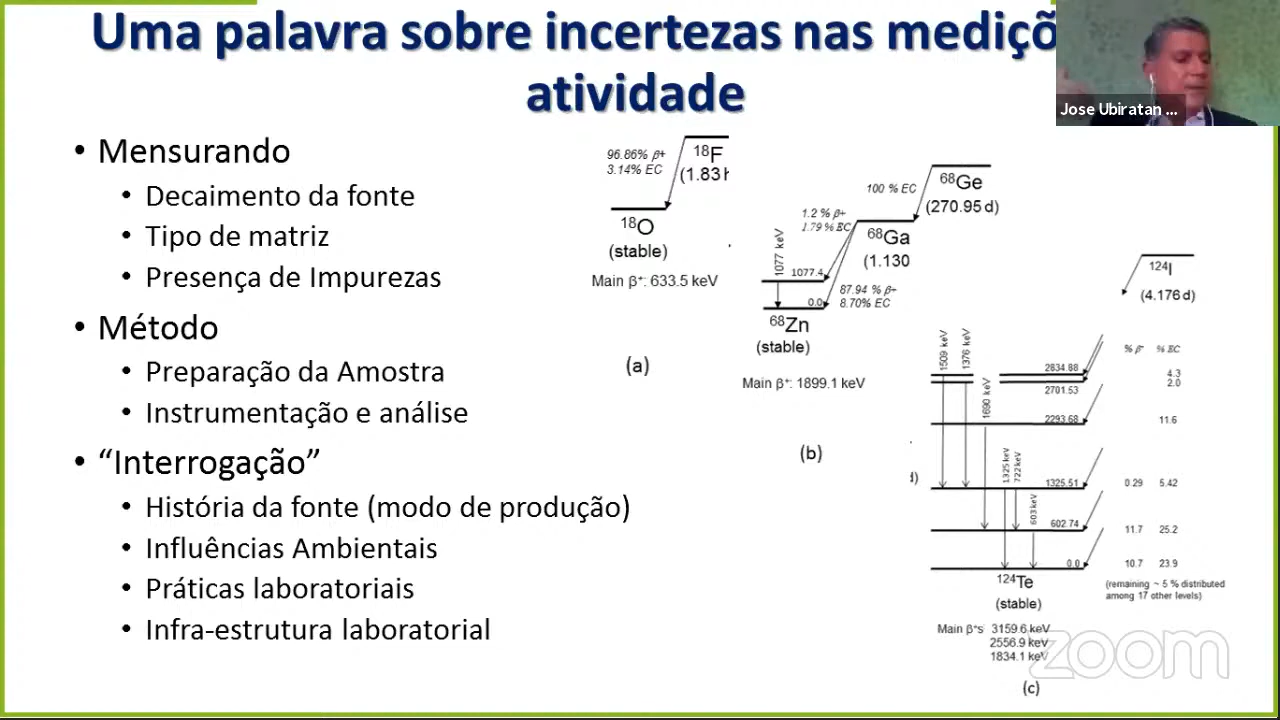 Uma palavra sobre incertezas nas mediçõ
atividade
Jose Ubiratan ...
• Mensurando
• Decaimento da fonte
• Tipo de matriz
• Presença de Impurezas
• Método
• Preparação da Amostra
• Instrumentação e análise
• “Interrogação”
• História da fonte (modo de produção)
• Influências Ambientais
• Práticas laboratoriais
• Infra-estrutura laboratorial
96.86% β+
3.14% EC
18F
(1.83 h
18O
(stable)
Main β+: 633.5 keV
(a)
68Ge
(270.95 d)
100 % EC
1.2 % β+
1.79 % EC
68Ga
(1.130
1077 keV
1077.4
87.94 % β+
8.70% EC
0.0
68Zn
(stable)
Main β+: 1899.1 keV
(b)
124I
(4.176 d)
% β+ % EC
1509 keV
1376 keV
1690 keV
2834.88 4.3
2701.53 2.0
2293.68 11.6
1325 keV
722 keV
603 keV
d)
1325.51 0.29 5.42
602.74 11.7 25.2
0.0 10.7 23.9
124Te
(stable)
(remaining ~ 5 % distributed
among 17 other levels)
Main β+s 3159.6 keV
2556.9 keV
1834.1 keV
(c)
zoom